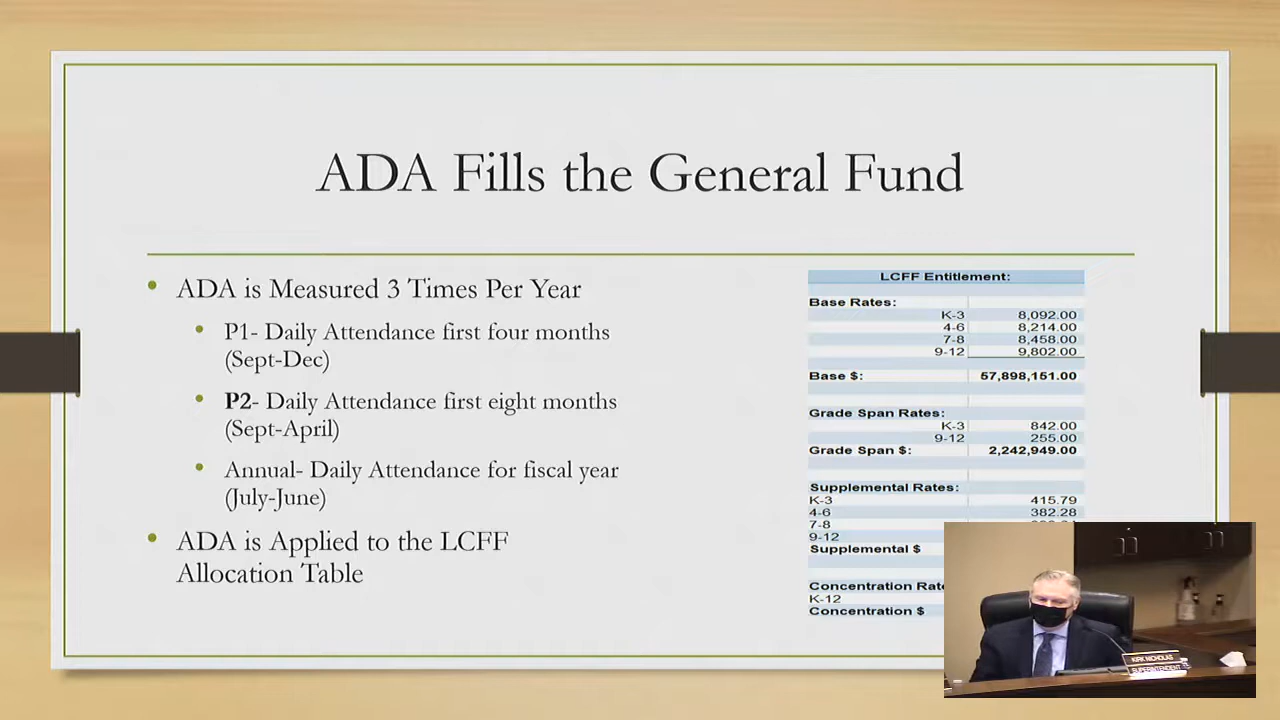 ADA Fills the General Fund
• ADA is Measured 3 Times Per Year
• P1- Daily Attendance first four months
(Sept-Dec)
• P2- Daily Attendance first eight months
(Sept-April)
• Annual- Daily Attendance for fiscal year
(July-June)
• ADA is Applied to the LCFF
Allocation Table
LCFF Entitlement:
Base Rates:
K-3 8,092.00
4-6 8,214.00
7-8 8,458.00
9-12 9,802.00
Base $: 57,898,151.00
Grade Span Rates:
K-3 842.00
9-12 255.00
Grade Span $: 2,242,949.00
Supplemental Rates:
K-3 415.79
4-6 382.28
7-8
9-12
Supplemental $
Concentration Rate
K-12
Concentration $
KIRK NICHOLAS
SUPERINTENDENT